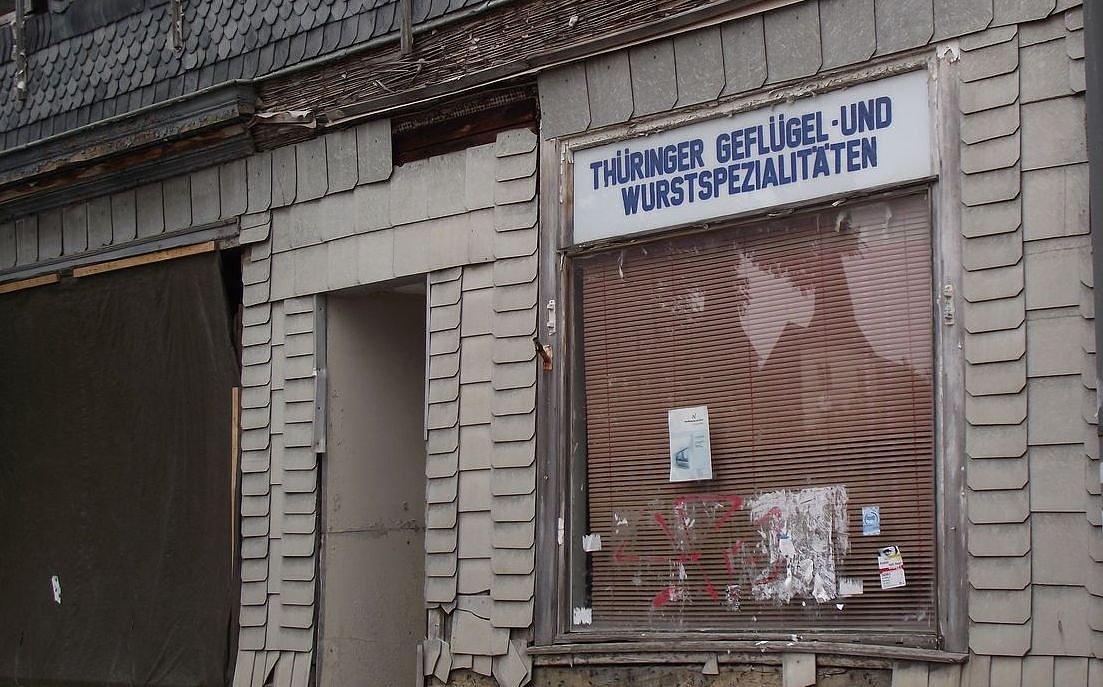 THÜRINGER GEFLÜGEL-UND
WURSTSPEZIALITÄTEN